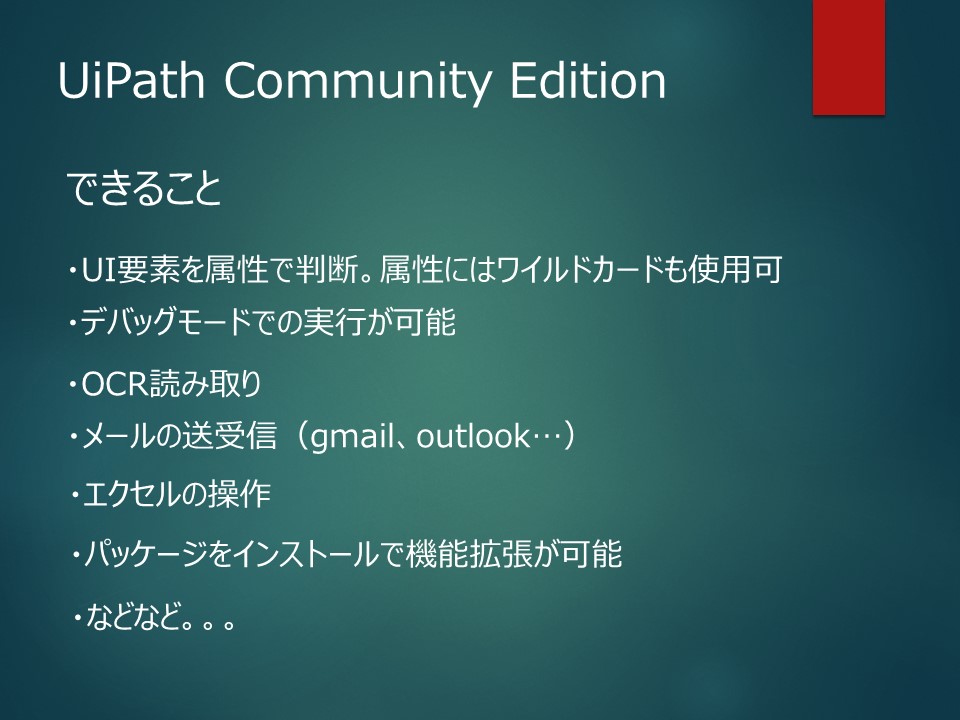 UiPath Community Edition
できること
・UI要素を属性で判断。属性にはワイルドカードも使用可
・デバッグモードでの実行が可能
・OCR読み取り
・メールの送受信（gmail、outlook…）
・エクセルの操作
・パッケージをインストールで機能拡張が可能
・などなど。。。